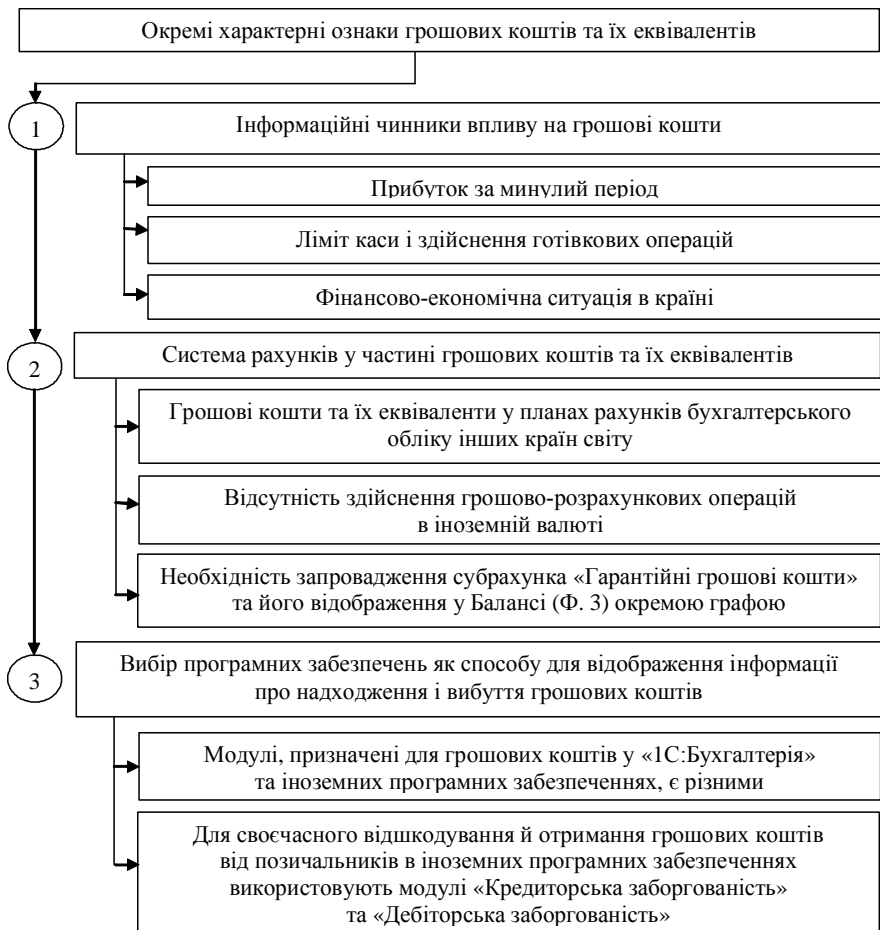 Окремі характерні ознаки грошових коштів та їх еквівалентів
1
Інформаційні чинники впливу на грошові кошти
Прибуток за минулий період
Ліміт каси і здійснення готівкових операцій
Фінансово-економічна ситуація в країні
2
Система рахунків у частині грошових коштів та їх еквівалентів
Грошові кошти та їх еквіваленти у планах рахунків бухгалтерського
обліку інших країн світу
Відсутність здійснення грошово-розрахункових операцій
в іноземній валюті
Необхідність запровадження субрахунка «Гарантійні грошові кошти»
та його відображення у Балансі (Ф. 3) окремою графою
3
Вибір програмних забезпечень як способу для відображення інформації
про надходження і вибуття грошових коштів
Модулі, призначені для грошових коштів у «1С:Бухгалтерія»
та іноземних програмних забезпеченнях, є різними
Для своєчасного відшкодування й отримання грошових коштів
від позичальників в іноземних програмних забезпеченнях
використовують модулі «Кредиторська заборгованість»
та «Дебіторська заборгованість»